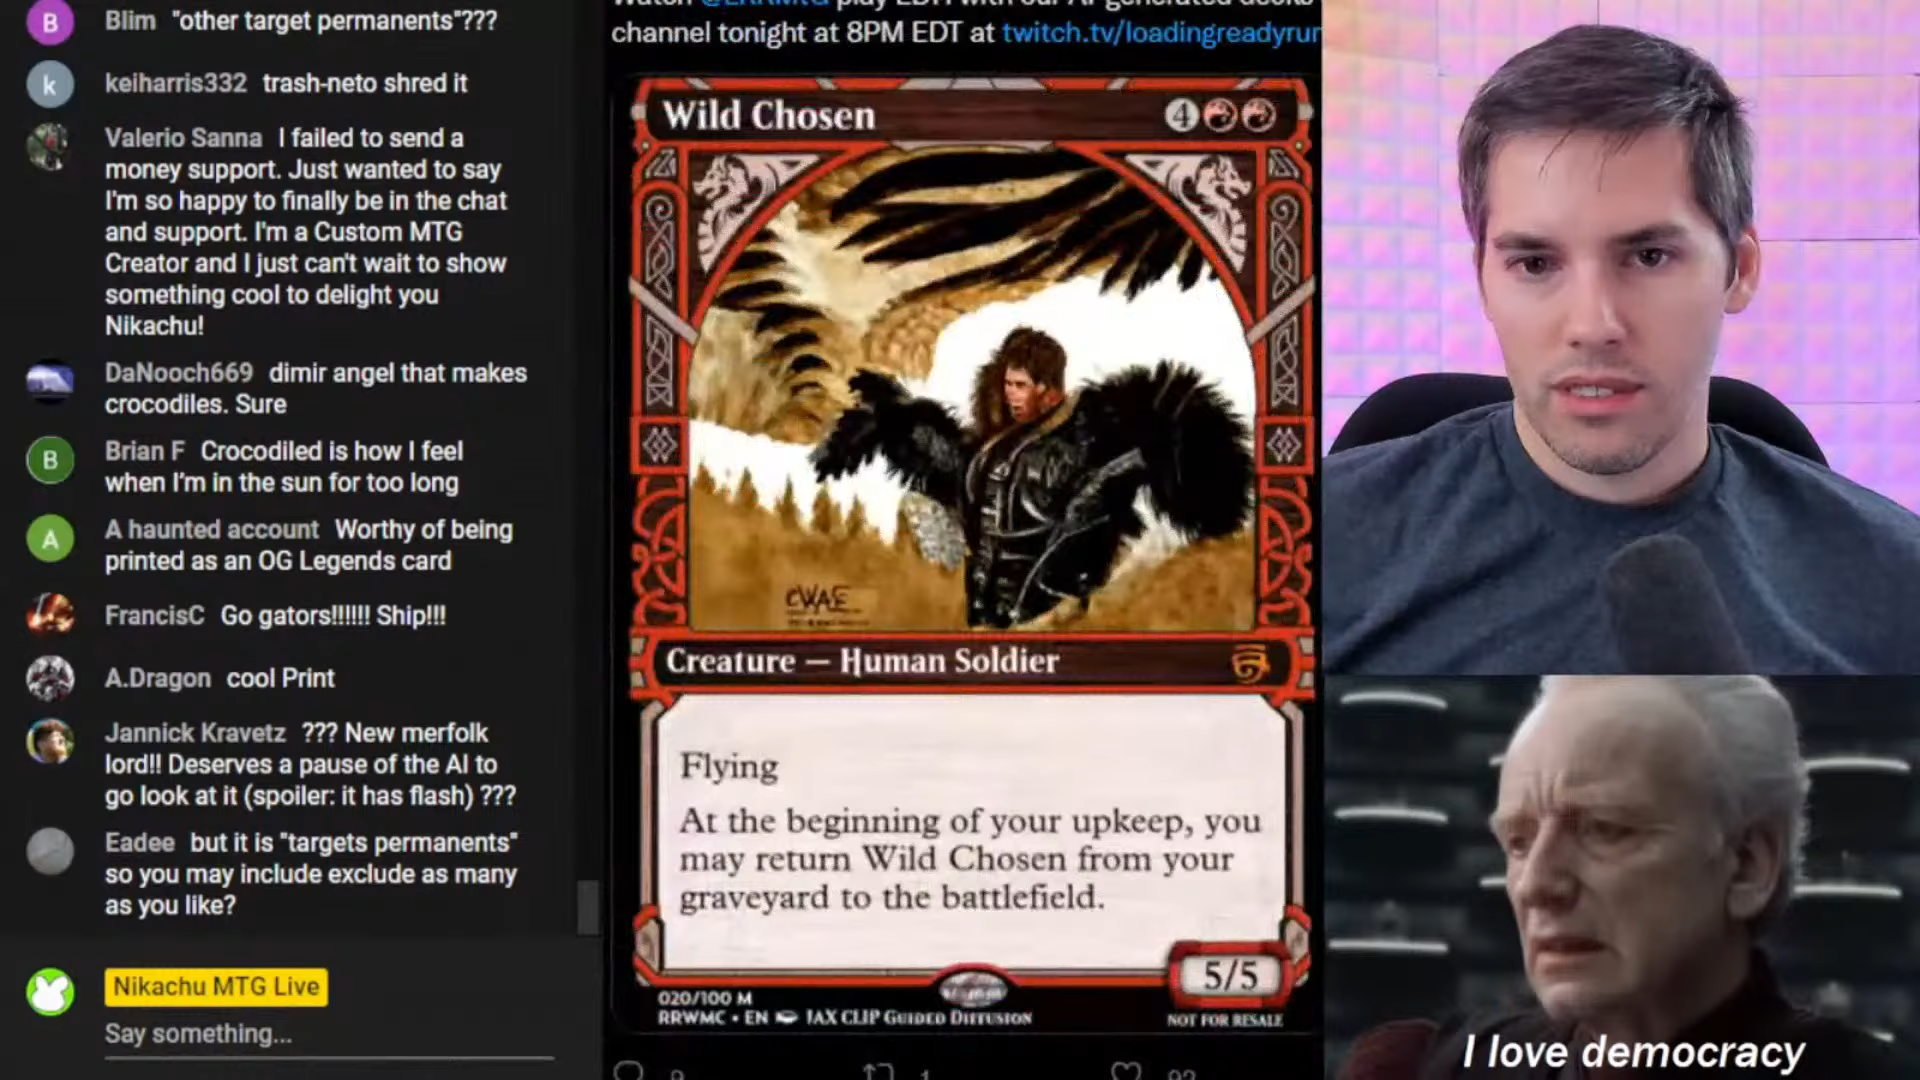 Blim "other target permanents"???
keiharris332 trash-neto shred it
Valerio Sanna I failed to send a
money support. Just wanted to say
I'm so happy to finally be in the chat
and support. I'm a Custom MTG
Creator and I just can't wait to show
something cool to delight you
Nikachu!
DaNooch669 dimir angel that makes
crocodiles. Sure
Brian F Crocodiled is how I feel
when I'm in the sun for too long
A haunted account Worthy of being
printed as an OG Legends card
FrancisC Go gators!!!!!! Ship!!!
A.Dragon cool Print
Jannick Kravetz ??? New merfolk
lord!! Deserves a pause of the AI to
go look at it (spoiler: it has flash) ???
Eadee but it is "targets permanents"
so you may include exclude as many
as you like?
Nikachu MTG Live
Say something...
channel tonight at 8PM EDT at twitch.tv/loadingreadyrun
Wild Chosen 4
Creature — Human Soldier
Flying
At the beginning of your upkeep, you
may return Wild Chosen from your
graveyard to the battlefield.
5/5
020/100 M
RRWMC • EN JAX CLIP GUIDED DIFFUSION
NOT FOR RESALE
I love democracy